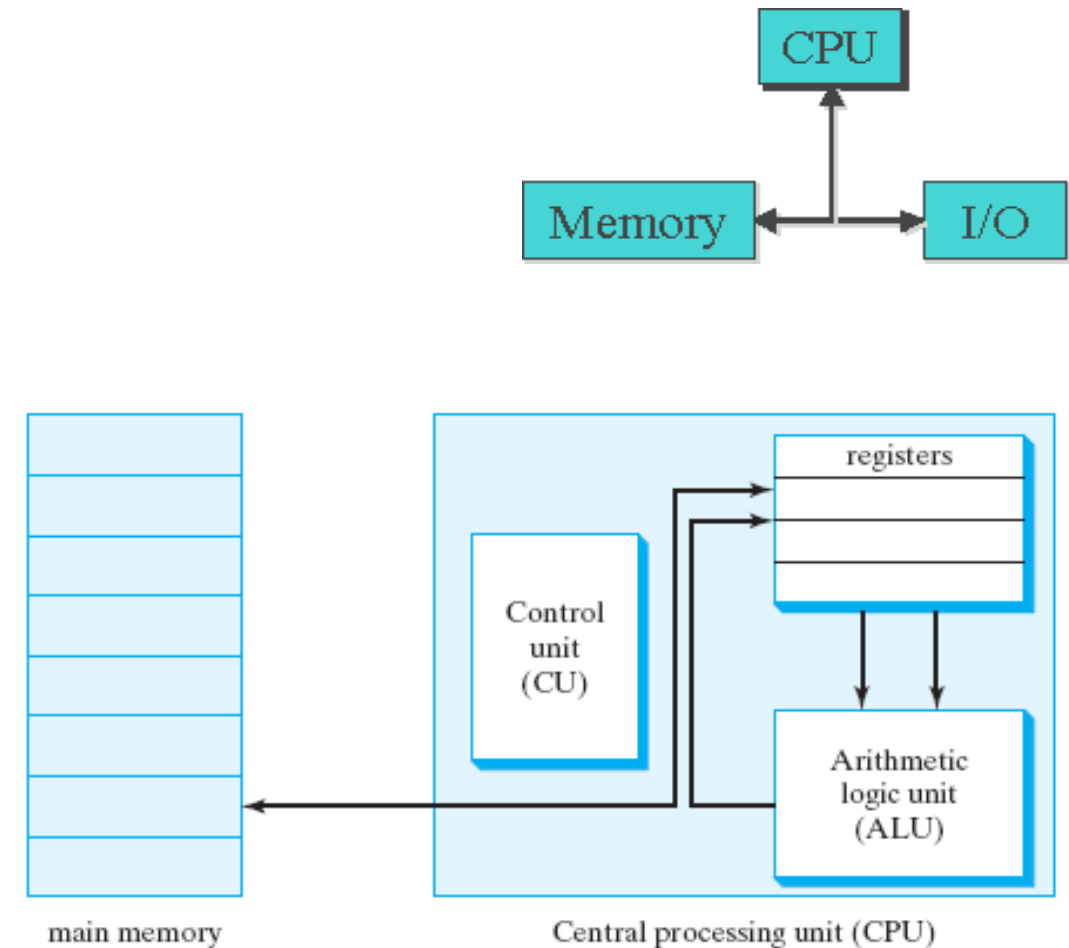 CPU
Memory
I/O
registers
Control
unit
(CU)
Arithmetic
logic unit
(ALU)
main memory
Central processing unit (CPU)